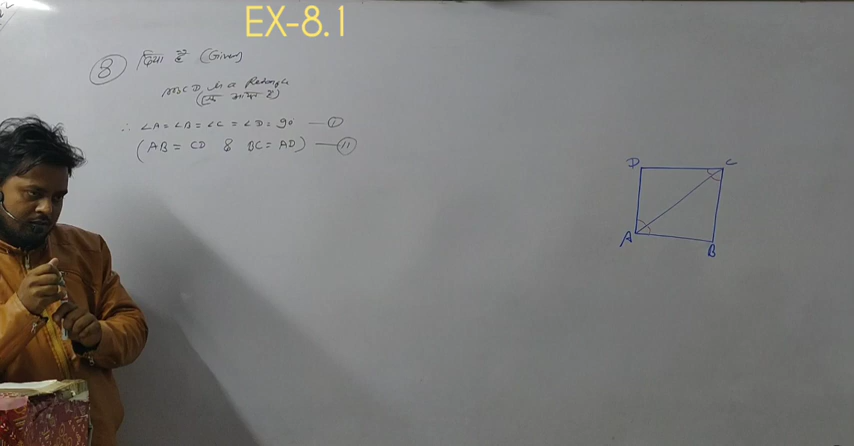 EX-8.1
8 दिया है (Given)
ABCD is a Rectangle
(एक आयत है)
∴ ∠A = ∠B = ∠C = ∠D = 90 — I
(AB = CD & BC = AD) — II
D C
A B